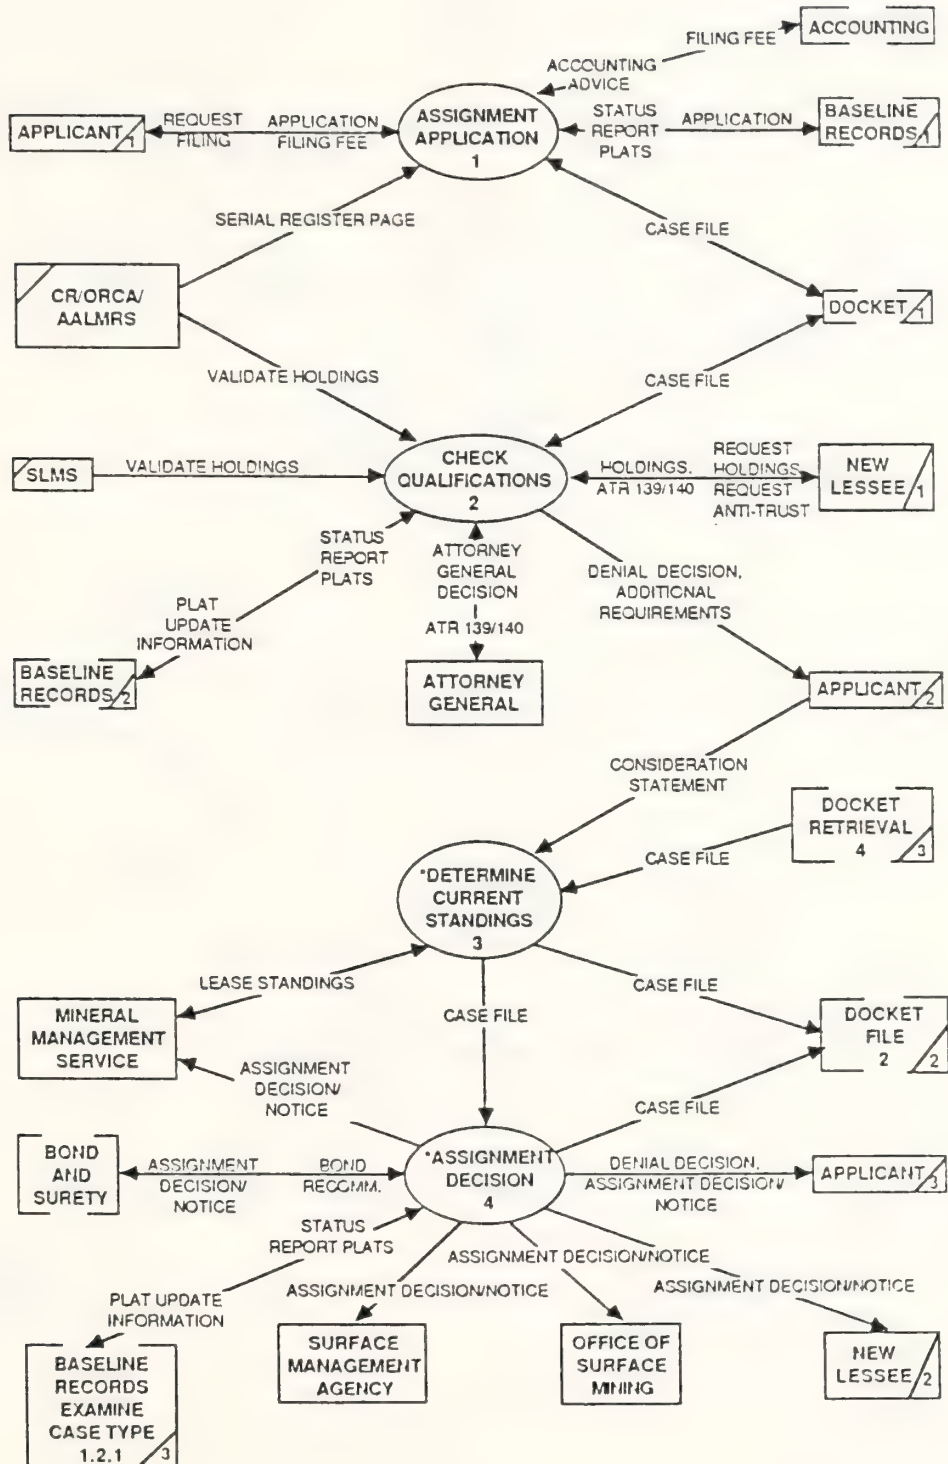 FILING FEE
ACCOUNTING
ACCOUNTING
ADVICE
APPLICANT 1
REQUEST
FILING
APPLICATION
FILING FEE
ASSIGNMENT
APPLICATION
1
STATUS
REPORT
PLATS
APPLICATION
BASELINE
RECORDS 1
SERIAL REGISTER PAGE
CASE FILE
CR/ORCA/
AALMRS
DOCKET 1
VALIDATE HOLDINGS
CASE FILE
SLMS
VALIDATE HOLDINGS
CHECK
QUALIFICATIONS
2
HOLDINGS,
ATR 139/140
REQUEST
HOLDINGS
REQUEST
ANTI-TRUST
NEW
LESSEE 1
STATUS
REPORT
PLATS
ATTORNEY
GENERAL
DECISION
ATR 139/140
DENIAL DECISION,
ADDITIONAL
REQUIREMENTS
PLAT
UPDATE
INFORMATION
BASELINE
RECORDS 2
ATTORNEY
GENERAL
APPLICANT 2
CONSIDERATION
STATEMENT
DOCKET
RETRIEVAL
4 3
CASE FILE
*DETERMINE
CURRENT
STANDINGS
3
LEASE STANDINGS
CASE FILE
CASE FILE
MINERAL
MANAGEMENT
SERVICE
DOCKET
FILE
2 2
ASSIGNMENT
DECISION/
NOTICE
CASE FILE
BOND
AND
SURETY
ASSIGNMENT
DECISION/
NOTICE
BOND
RECOMM.
*ASSIGNMENT
DECISION
4
DENIAL DECISION,
ASSIGNMENT DECISION/
NOTICE
APPLICANT 3
STATUS
REPORT PLATS
ASSIGNMENT DECISION/NOTICE
ASSIGNMENT DECISION/NOTICE
ASSIGNMENT DECISION/NOTICE
PLAT UPDATE
INFORMATION
BASELINE
RECORDS
EXAMINE
CASE TYPE
1.2.1 3
SURFACE
MANAGEMENT
AGENCY
OFFICE OF
SURFACE
MINING
NEW
LESSEE 2